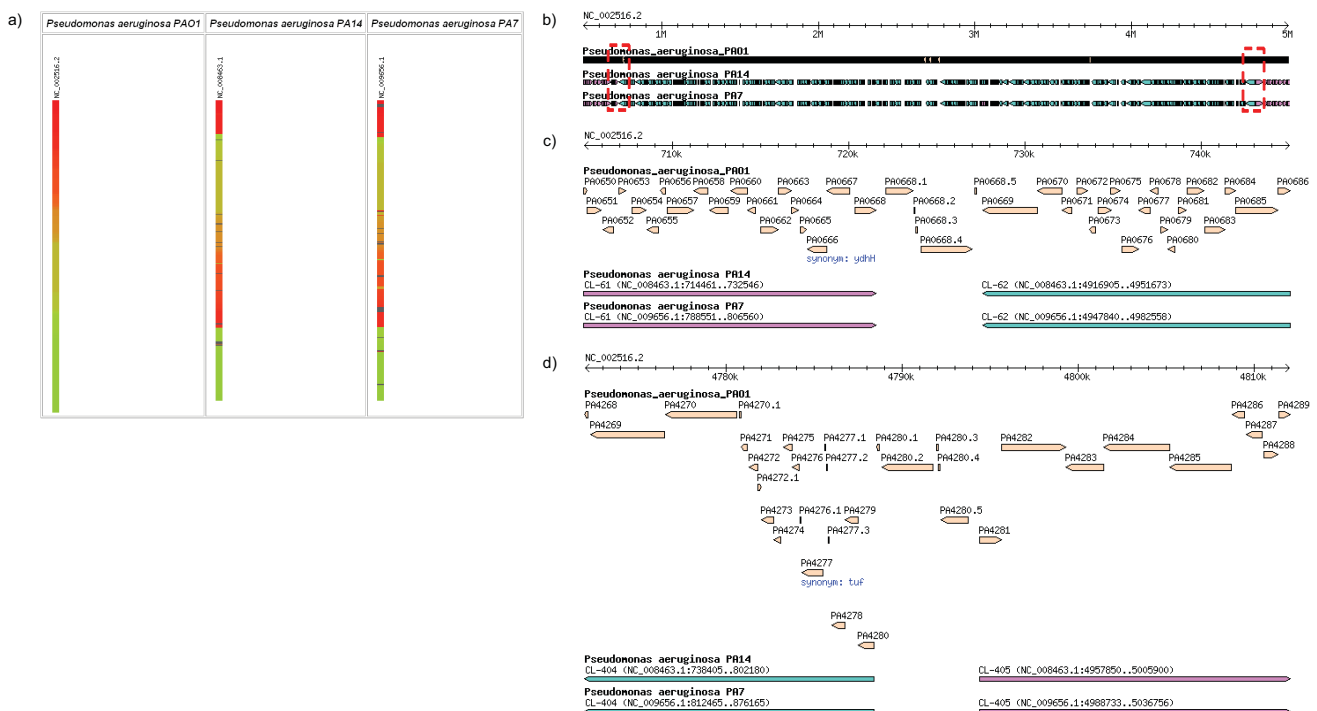 a)
Pseudomonas aeruginosa PAO1 Pseudomonas aeruginosa PA14 Pseudomonas aeruginosa PA7
NC_002516.2 NC_008463.1 NC_009656.1
b)
NC_002516.2
1M 2M 3M 4M 5M
Pseudomonas_aeruginosa_PAO1
Pseudomonas aeruginosa PA14
Pseudomonas aeruginosa PA7
c)
NC_002516.2
710k 720k 730k 740k
Pseudomonas_aeruginosa_PAO1
PA0650 PA0653 PA0656 PA0658 PA0660 PA0663 PA0667 PA0668.1 PA0668.5 PA0670 PA0672 PA0675 PA0678 PA0682 PA0684 PA0686
PA0651 PA0654 PA0657 PA0659 PA0661 PA0664 PA0668 PA0668.2 PA0669 PA0671 PA0674 PA0677 PA0681 PA0685
PA0652 PA0655 PA0662 PA0665 PA0668.3 PA0673 PA0679 PA0683
PA0666 PA0668.4 PA0676 PA0680
synonym: ydhH
Pseudomonas aeruginosa PA14
CL-61 (NC_008463.1:714461..732546) CL-62 (NC_008463.1:4916905..4951673)
Pseudomonas aeruginosa PA7
CL-61 (NC_009656.1:788551..806560) CL-62 (NC_009656.1:4947840..4982558)
d)
NC_002516.2
4780k 4790k 4800k 4810k
Pseudomonas_aeruginosa_PAO1
PA4268 PA4270 PA4270.1 PA4286 PA4289
PA4269 PA4287
PA4271 PA4275 PA4277.1 PA4280.1 PA4280.3 PA4282 PA4284 PA4288
PA4272 PA4276 PA4277.2 PA4280.2 PA4280.4 PA4283 PA4285
PA4272.1
PA4273 PA4276.1 PA4279 PA4280.5
PA4274 PA4277.3 PA4281
PA4277
synonym: tuf
PA4278
PA4280
Pseudomonas aeruginosa PA14
CL-404 (NC_008463.1:738405..802180) CL-405 (NC_008463.1:4957850..5005900)
Pseudomonas aeruginosa PA7
CL-404 (NC_009656.1:812465..876165) CL-405 (NC_009656.1:4988733..5036756)